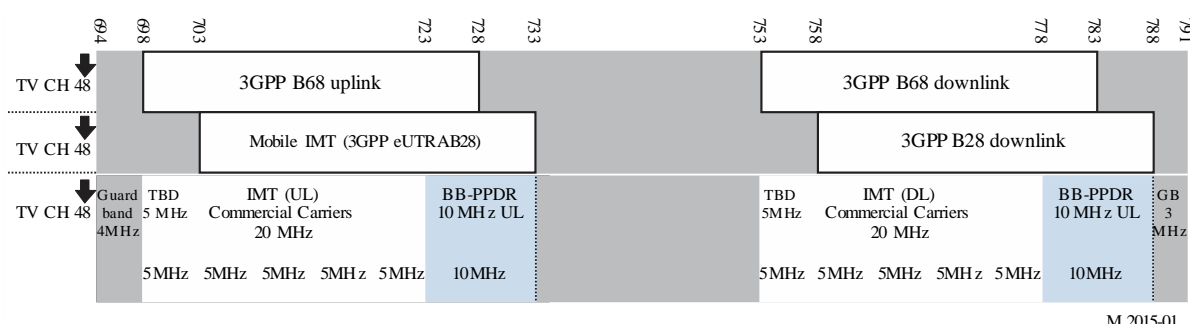 694 698 703 723 728 733 753 758 778 783 788 791
TV CH 48 3GPP B68 uplink 3GPP B68 downlink
TV CH 48 Mobile IMT (3GPP eUTRAB28) 3GPP B28 downlink
TV CH 48 Guard TBD IMT (UL) BB-PPDR TBD IMT (DL) BB-PPDR GB
band 5 MHz Commercial Carriers 10 MHz UL 5MHz Commercial Carriers 10 MHz UL 3
4MHz 20 MHz 20 MHz MHz
5MHz 5MHz 5MHz 5MHz 5MHz 10MHz 5MHz 5MHz 5MHz 5MHz 5MHz 10MHz
M.2015-01